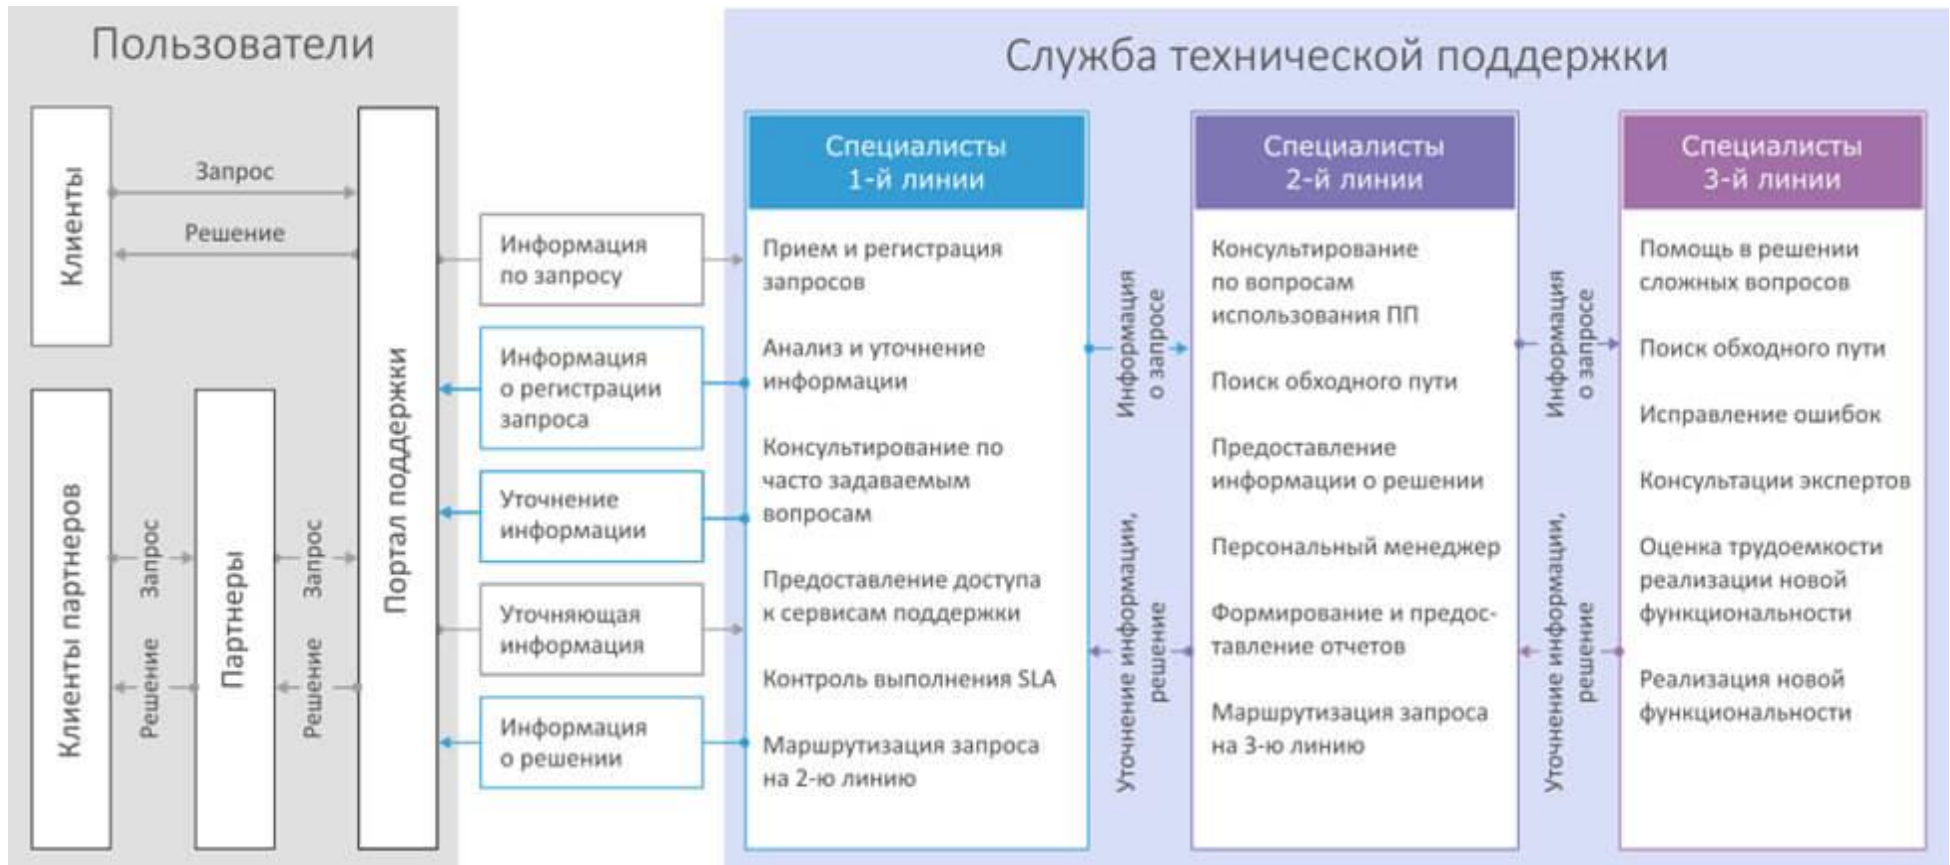 Пользователи
Клиенты
Запрос
Решение
Клиенты партнеров
Запрос
Решение
Партнеры
Запрос
Решение
Портал поддержки
Информация
по запросу
Информация
о регистрации
запроса
Уточнение
информации
Уточняющая
информация
Информация
о решении
Служба технической поддержки
Специалисты
1-й линии
Прием и регистрация
запросов
Анализ и уточнение
информации
Консультирование по
часто задаваемым
вопросам
Предоставление доступа
к сервисам поддержки
Контроль выполнения SLA
Маршрутизация запроса
на 2-ю линию
Информация
о запросе
Уточнение информации,
решение
Специалисты
2-й линии
Консультирование
по вопросам
использования ПП
Поиск обходного пути
Предоставление
информации о решении
Персональный менеджер
Формирование и предос-
тавление отчетов
Маршрутизация запроса
на 3-ю линию
Информация
о запросе
Уточнение информации,
решение
Специалисты
3-й линии
Помощь в решении
сложных вопросов
Поиск обходного пути
Исправление ошибок
Консультации экспертов
Оценка трудоемкости
реализации новой
функциональности
Реализация новой
функциональности